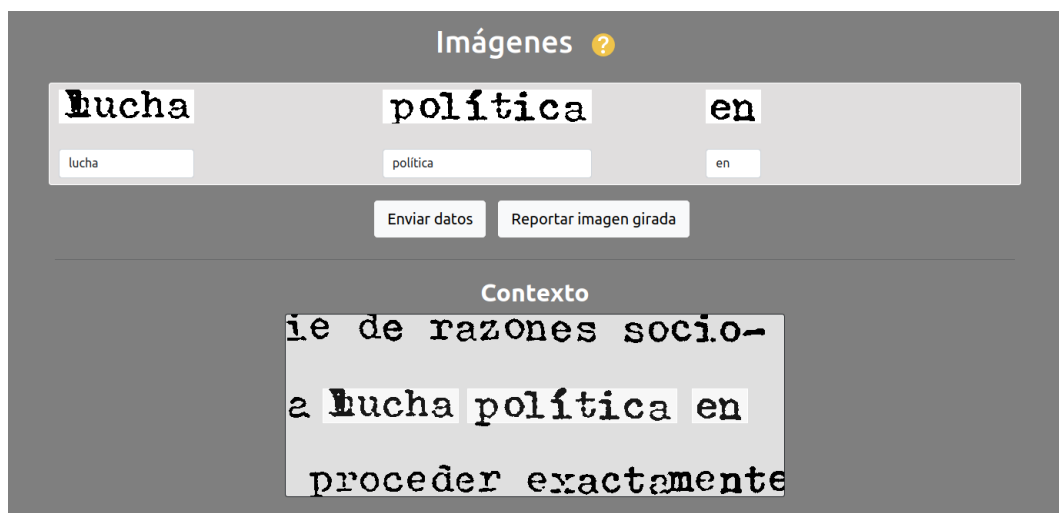 Imágenes ?
lucha política en
lucha política en
Enviar datos Reportar imagen girada
Contexto
ie de razones socio-
a lucha política en
proceder exactamente